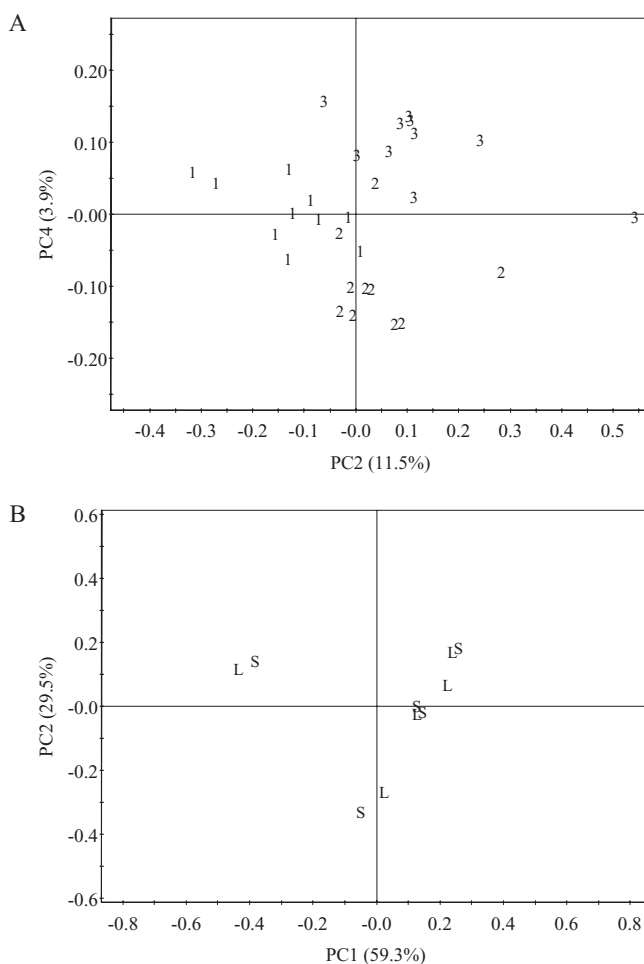 A
0.20
3
3 3 3
0.10
3 3
3 3
1 1
1 1 2
1 3
-0.00
1 1 1 3
1 2
1 1
2
-0.10
2 2 2
2 2
2 2
-0.20
PC4 (3.9%)
-0.4 -0.3 -0.2 -0.1 -0.0 0.1 0.2 0.3 0.4 0.5
PC2 (11.5%)
B
0.6
0.4
0.2
L S
L S
L
-0.0
S
L S
-0.2
L
S
-0.4
-0.6
PC2 (29.5%)
-0.8 -0.6 -0.4 -0.2 -0.0 0.2 0.4 0.6 0.8
PC1 (59.3%)